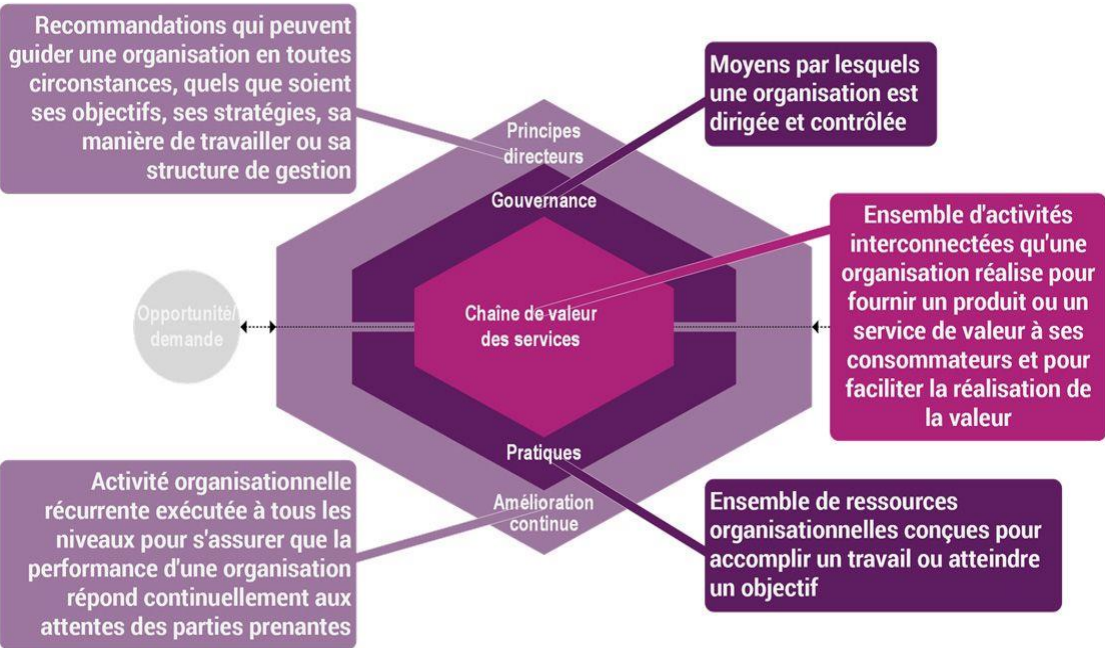 Recommandations qui peuvent
guider une organisation en toutes
circonstances, quels que soient
ses objectifs, ses stratégies, sa
manière de travailler ou sa
structure de gestion
Moyens par lesquels
une organisation est
dirigée et contrôlée
Principes
directeurs
Gouvernance
Ensemble d'activités
interconnectées qu'une
organisation réalise pour
fournir un produit ou un
service de valeur à ses
consommateurs et pour
faciliter la réalisation de
la valeur
Opportunité/
demande
Chaîne de valeur
des services
Pratiques
Amélioration
continue
Activité organisationnelle
récurrente exécutée à tous les
niveaux pour s'assurer que la
performance d'une organisation
répond continuellement aux
attentes des parties prenantes
Ensemble de ressources
organisationnelles conçues pour
accomplir un travail ou atteindre
un objectif